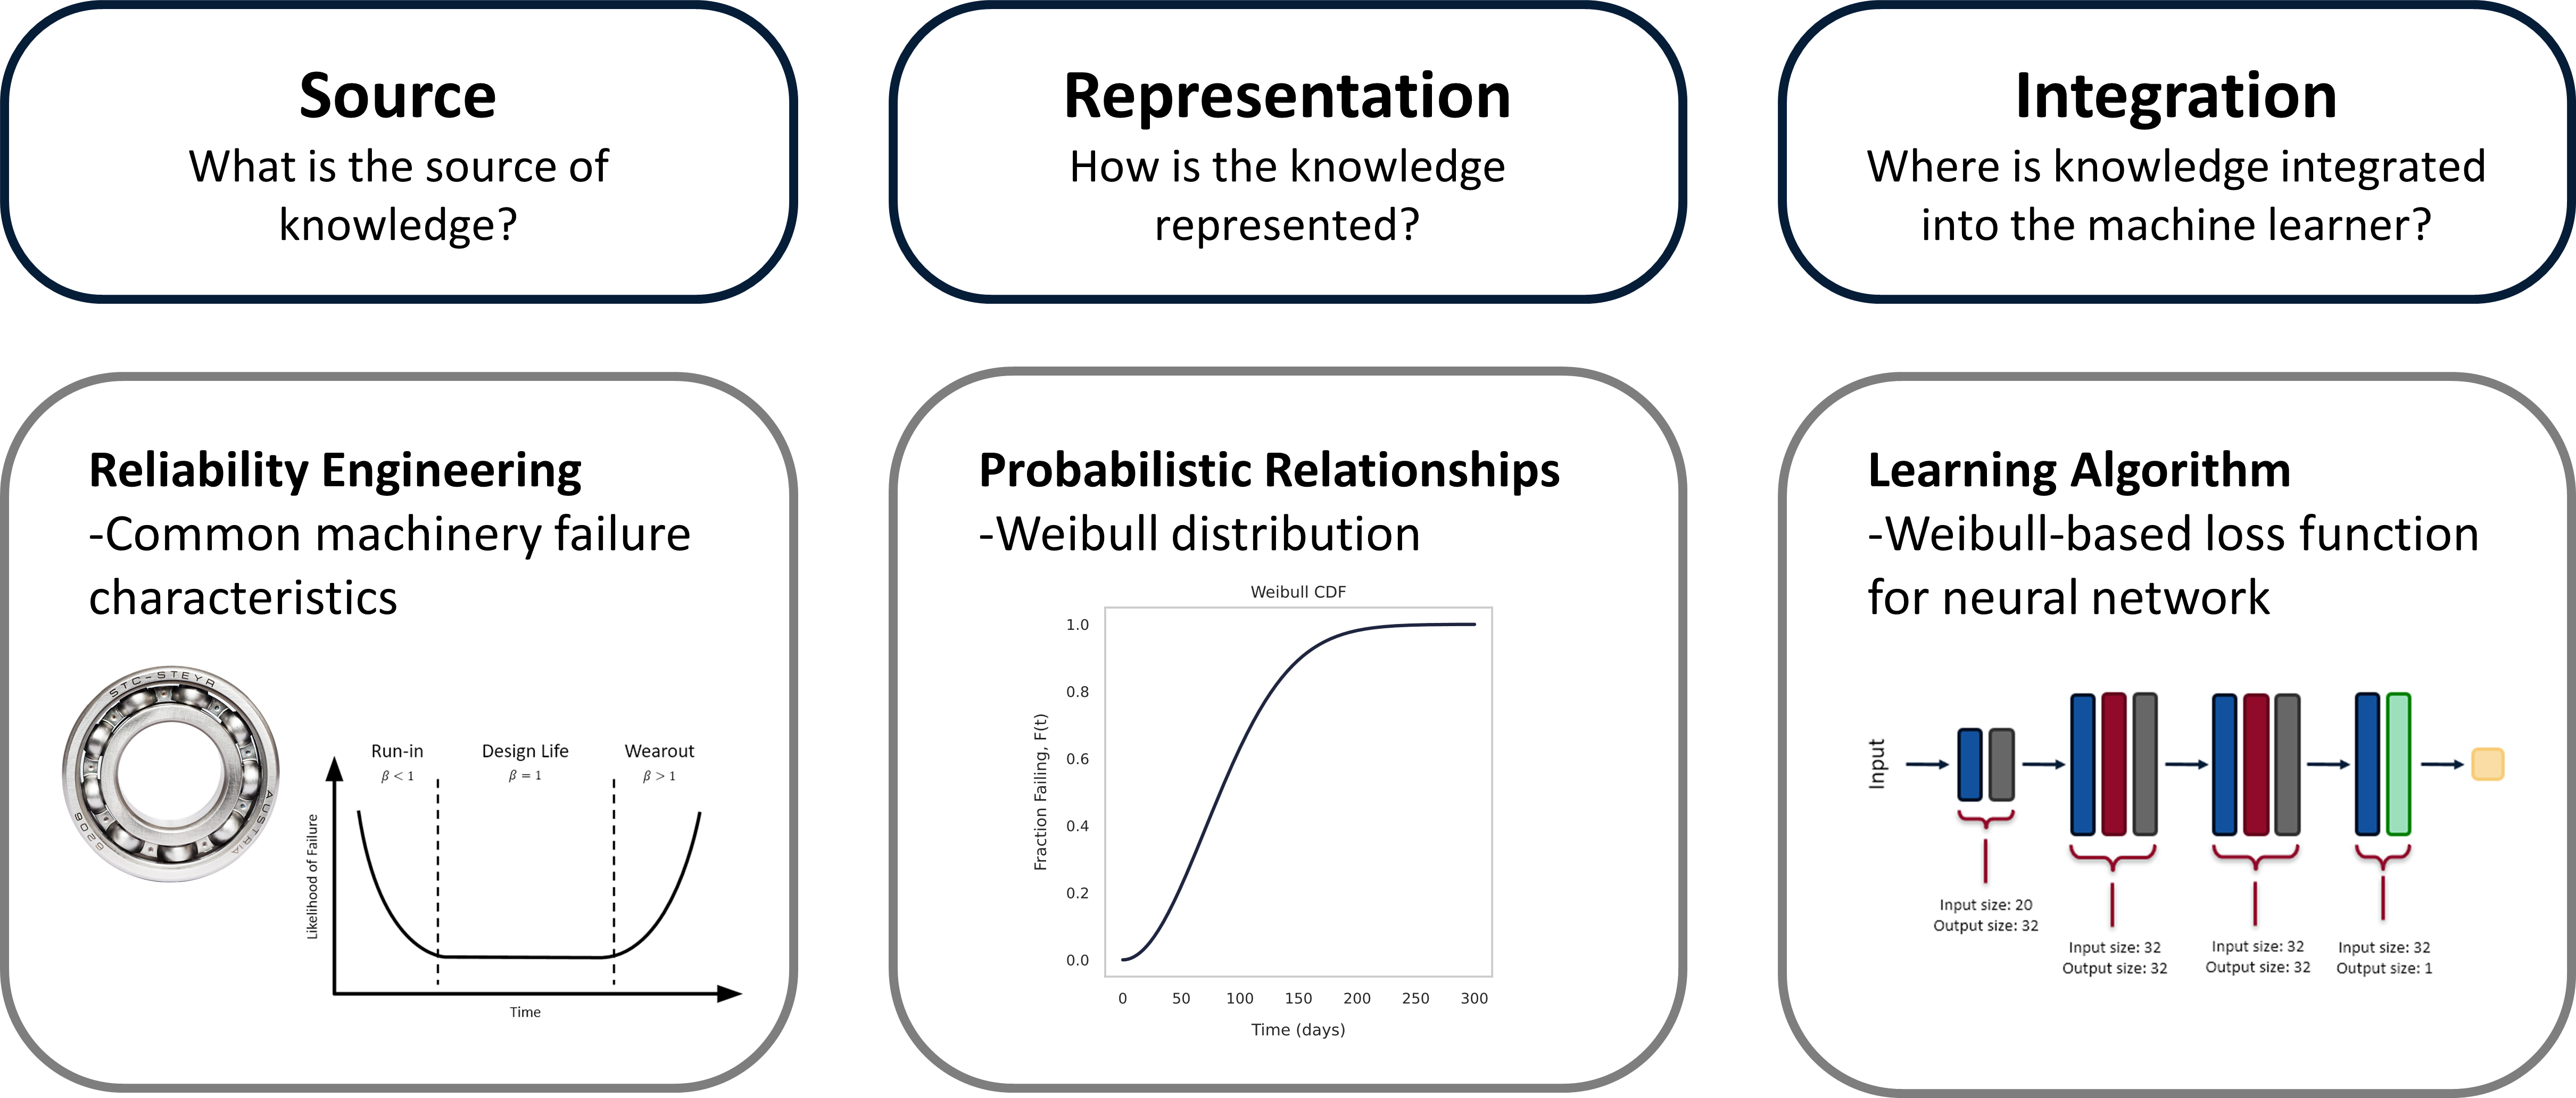 Source
What is the source of
knowledge?
Representation
How is the knowledge
represented?
Integration
Where is knowledge integrated
into the machine learner?
Reliability Engineering
-Common machinery failure
characteristics
STC-STEYR
AUSTRIA
6206
Run-in
β < 1
Design Life
β = 1
Wearout
β > 1
Likelihood of Failure
Time
Probabilistic Relationships
-Weibull distribution
Weibull CDF
Fraction Failing, F(t)
1.0
0.8
0.6
0.4
0.2
0.0
0 50 100 150 200 250 300
Time (days)
Learning Algorithm
-Weibull-based loss function
for neural network
Input
Input size: 20
Output size: 32
Input size: 32
Output size: 32
Input size: 32
Output size: 32
Input size: 32
Output size: 1